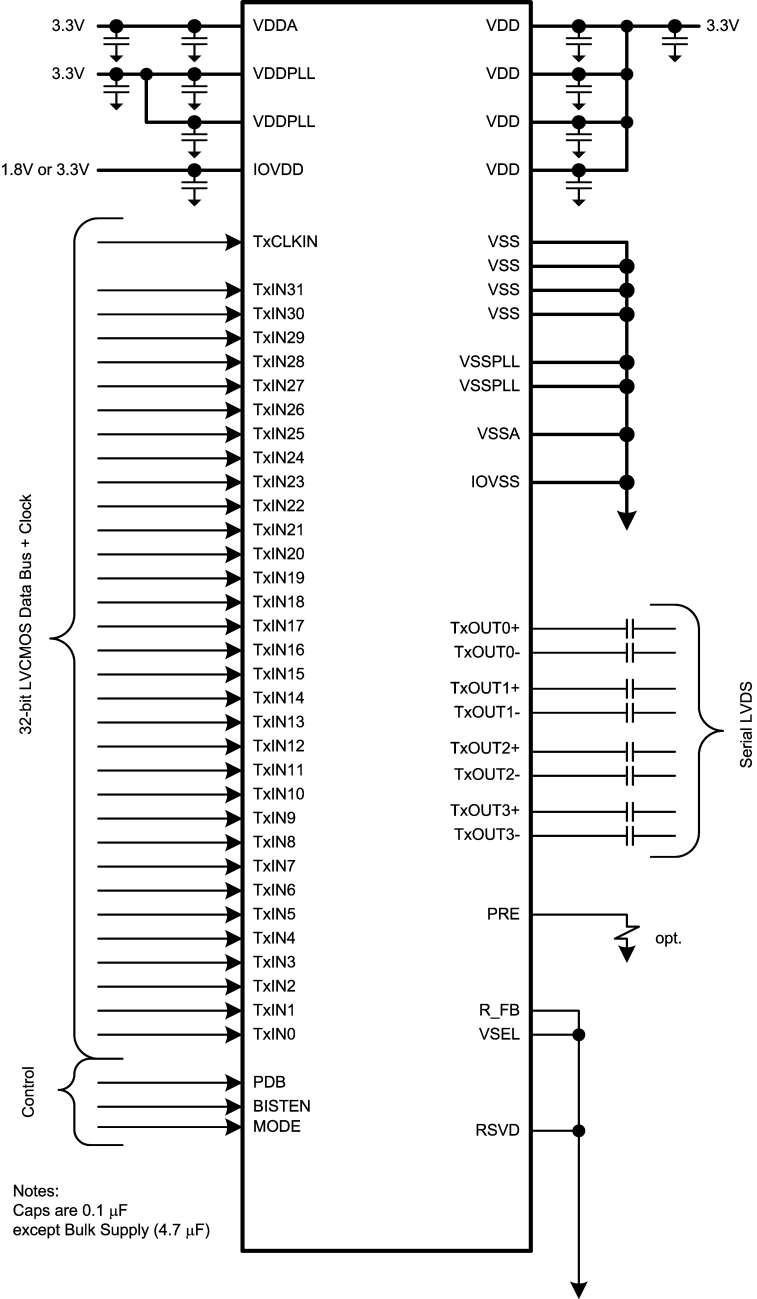 3.3V
VDDA
VDD
3.3V
3.3V
VDDPLL
VDD
VDDPLL
VDD
1.8V or 3.3V
IOVDD
VDD
32-bit LVCMOS Data Bus + Clock
TxCLKIN
TxIN31
TxIN30
TxIN29
TxIN28
TxIN27
TxIN26
TxIN25
TxIN24
TxIN23
TxIN22
TxIN21
TxIN20
TxIN19
TxIN18
TxIN17
TxIN16
TxIN15
TxIN14
TxIN13
TxIN12
TxIN11
TxIN10
TxIN9
TxIN8
TxIN7
TxIN6
TxIN5
TxIN4
TxIN3
TxIN2
TxIN1
TxIN0
Control
PDB
BISTEN
MODE
VSS
VSS
VSS
VSS
VSSPLL
VSSPLL
VSSA
IOVSS
TxOUT0+
TxOUT0-
TxOUT1+
TxOUT1-
TxOUT2+
TxOUT2-
TxOUT3+
TxOUT3-
Serial LVDS
PRE
opt.
R_FB
VSEL
RSVD
Notes:
Caps are 0.1 μF
except Bulk Supply (4.7 μF)